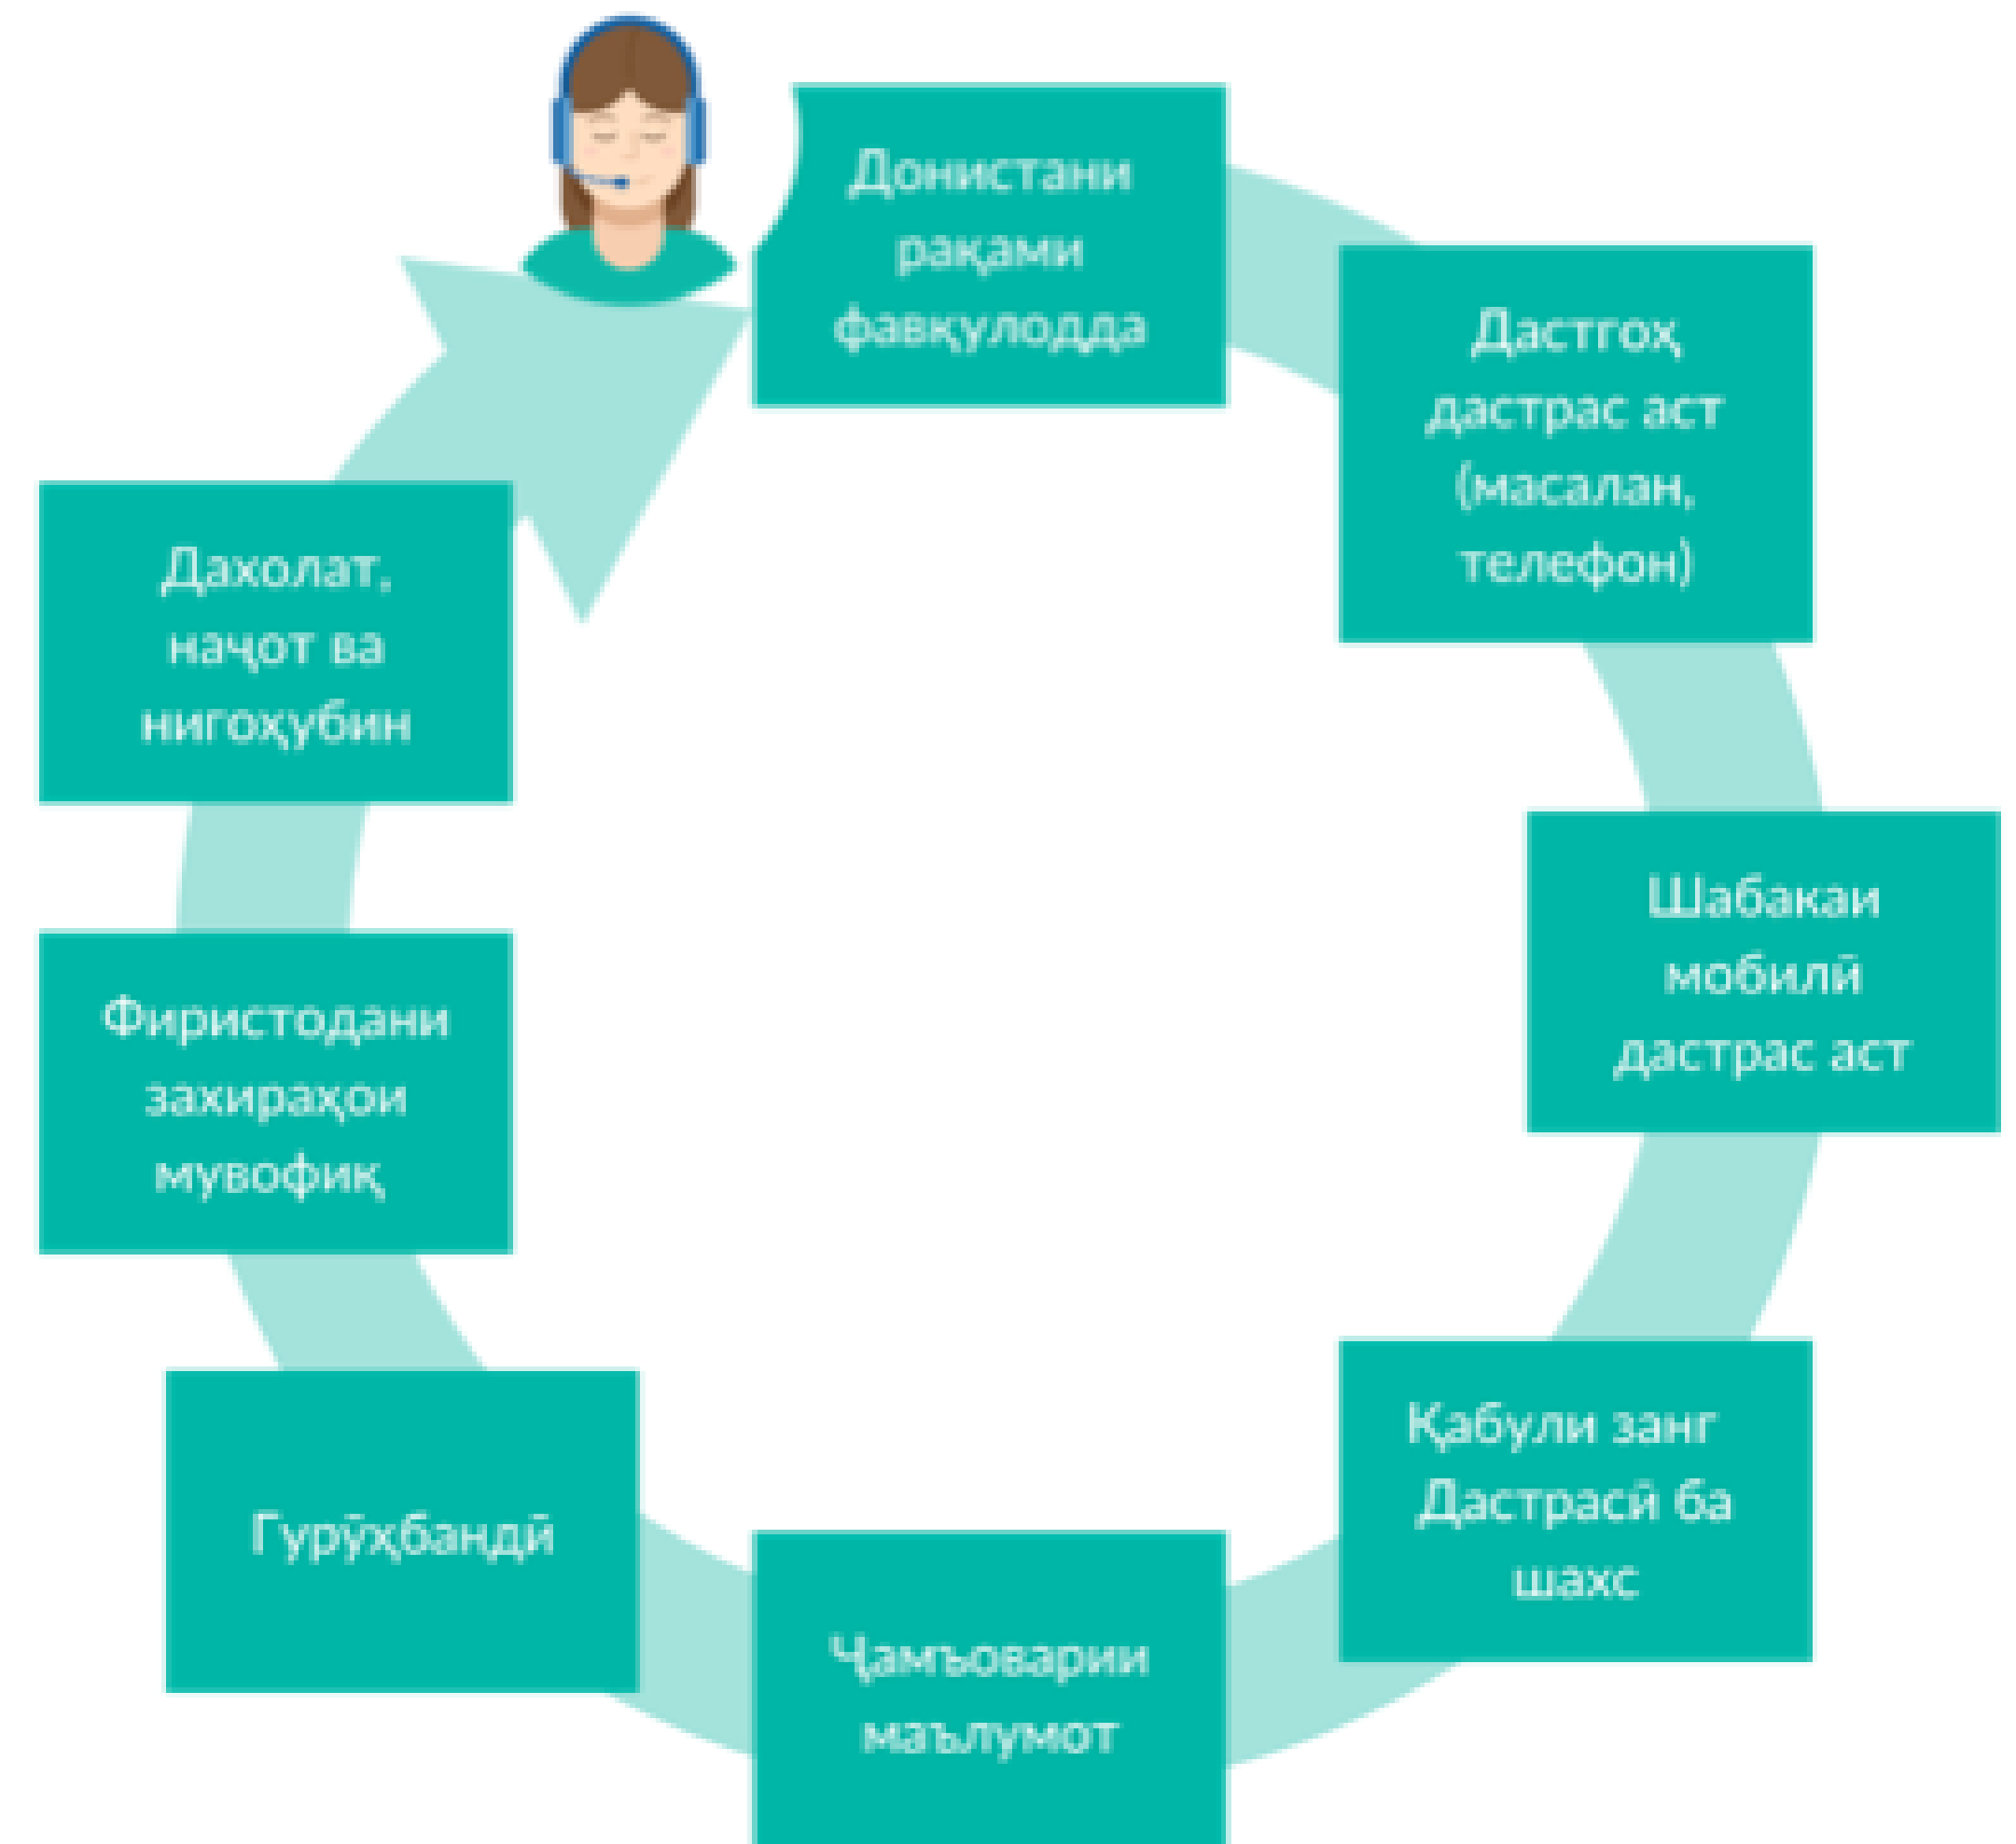 Донистани
рақами
фавқулодда
Дастгоҳ
дастрас аст
(масалан,
телефон)
Шабакаи
мобилӣ
дастрас аст
Қабули занг
Дастрасӣ ба
шахс
Ҷамъоварии
маълумот
Гурӯҳбандӣ
Фиристодани
захираҳои
мувофиқ
Дахолат,
наҷот ва
нигоҳубин